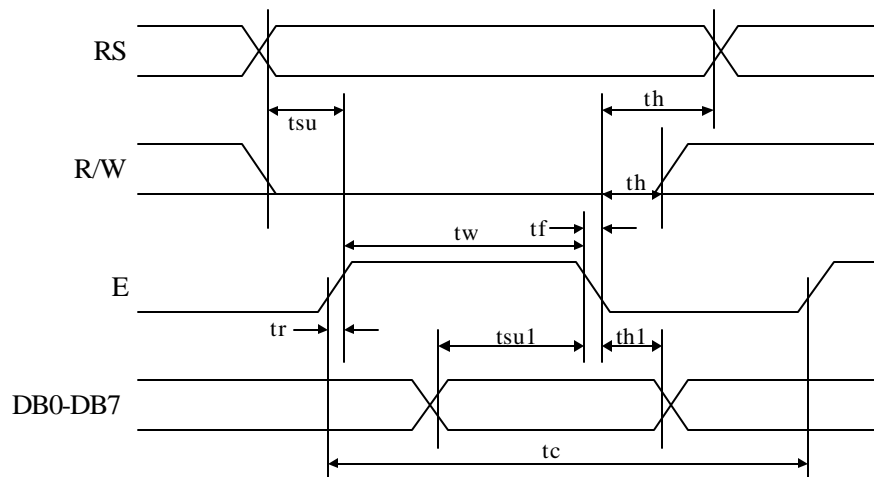 RS
th
tsu
R/W
th
tw
tf
E
tr
tsu1
th1
DB0-DB7
tc